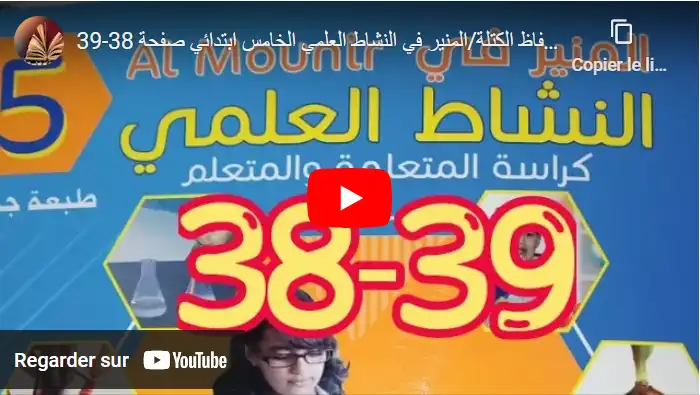 ...فاظ الكتلة/المنير في النشاط العلمي الخامس ابتدائي صفحة 38-39
Copier le li...
المنير في Al Mounir
5
النشاط العلمي
كراسة المتعلمة والمتعلم
طبعة
38-39
Regarder sur YouTube